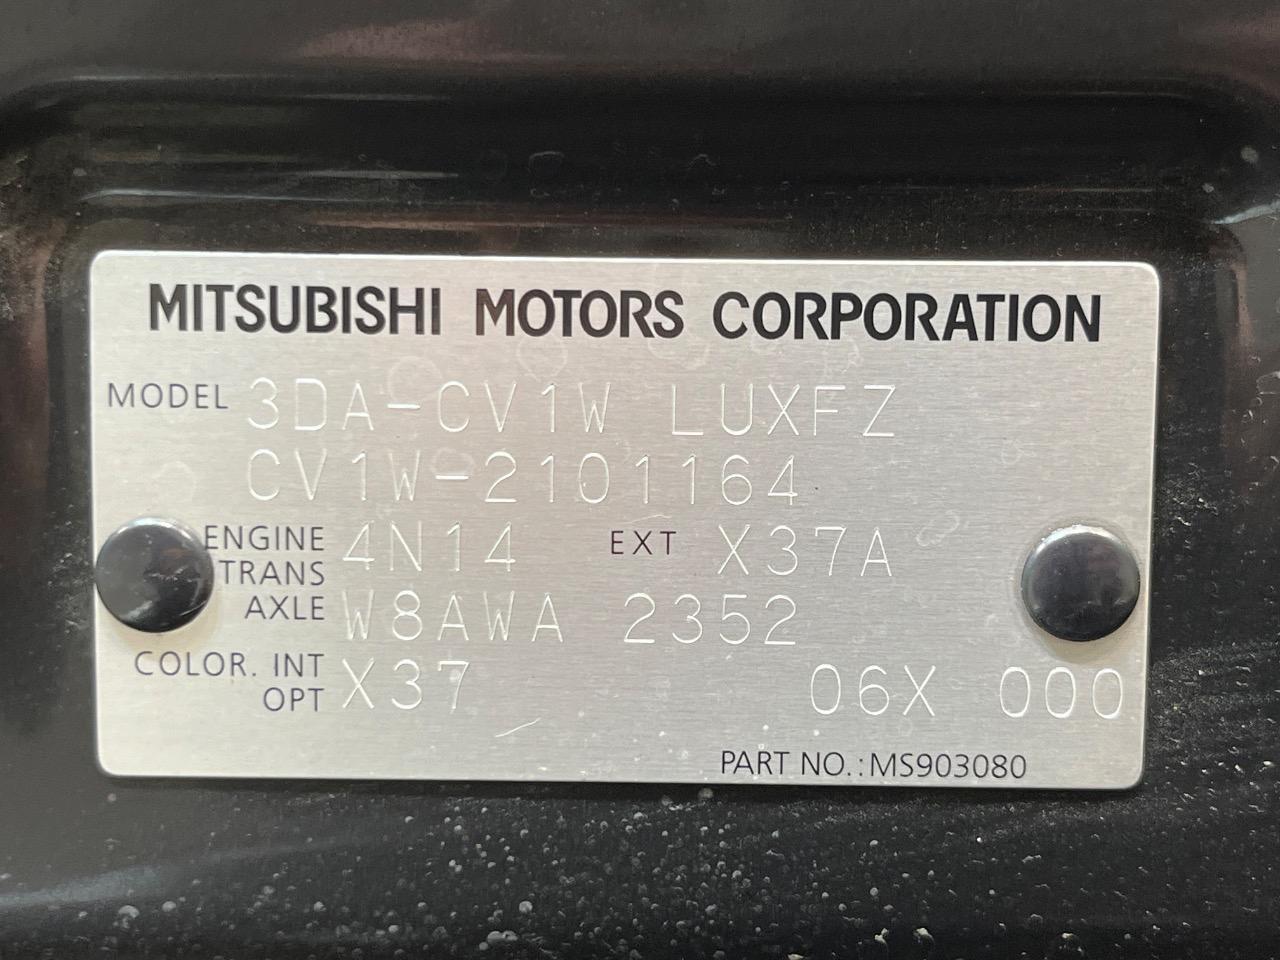 MITSUBISHI MOTORS CORPORATION
MODEL 3DA-CV1W LUXFZ
CV1W-2101164
ENGINE 4N14 EXT X37A
TRANS
AXLE W8AWA 2352
COLOR. INT X37 06X 000
OPT
PART NO.:MS903080